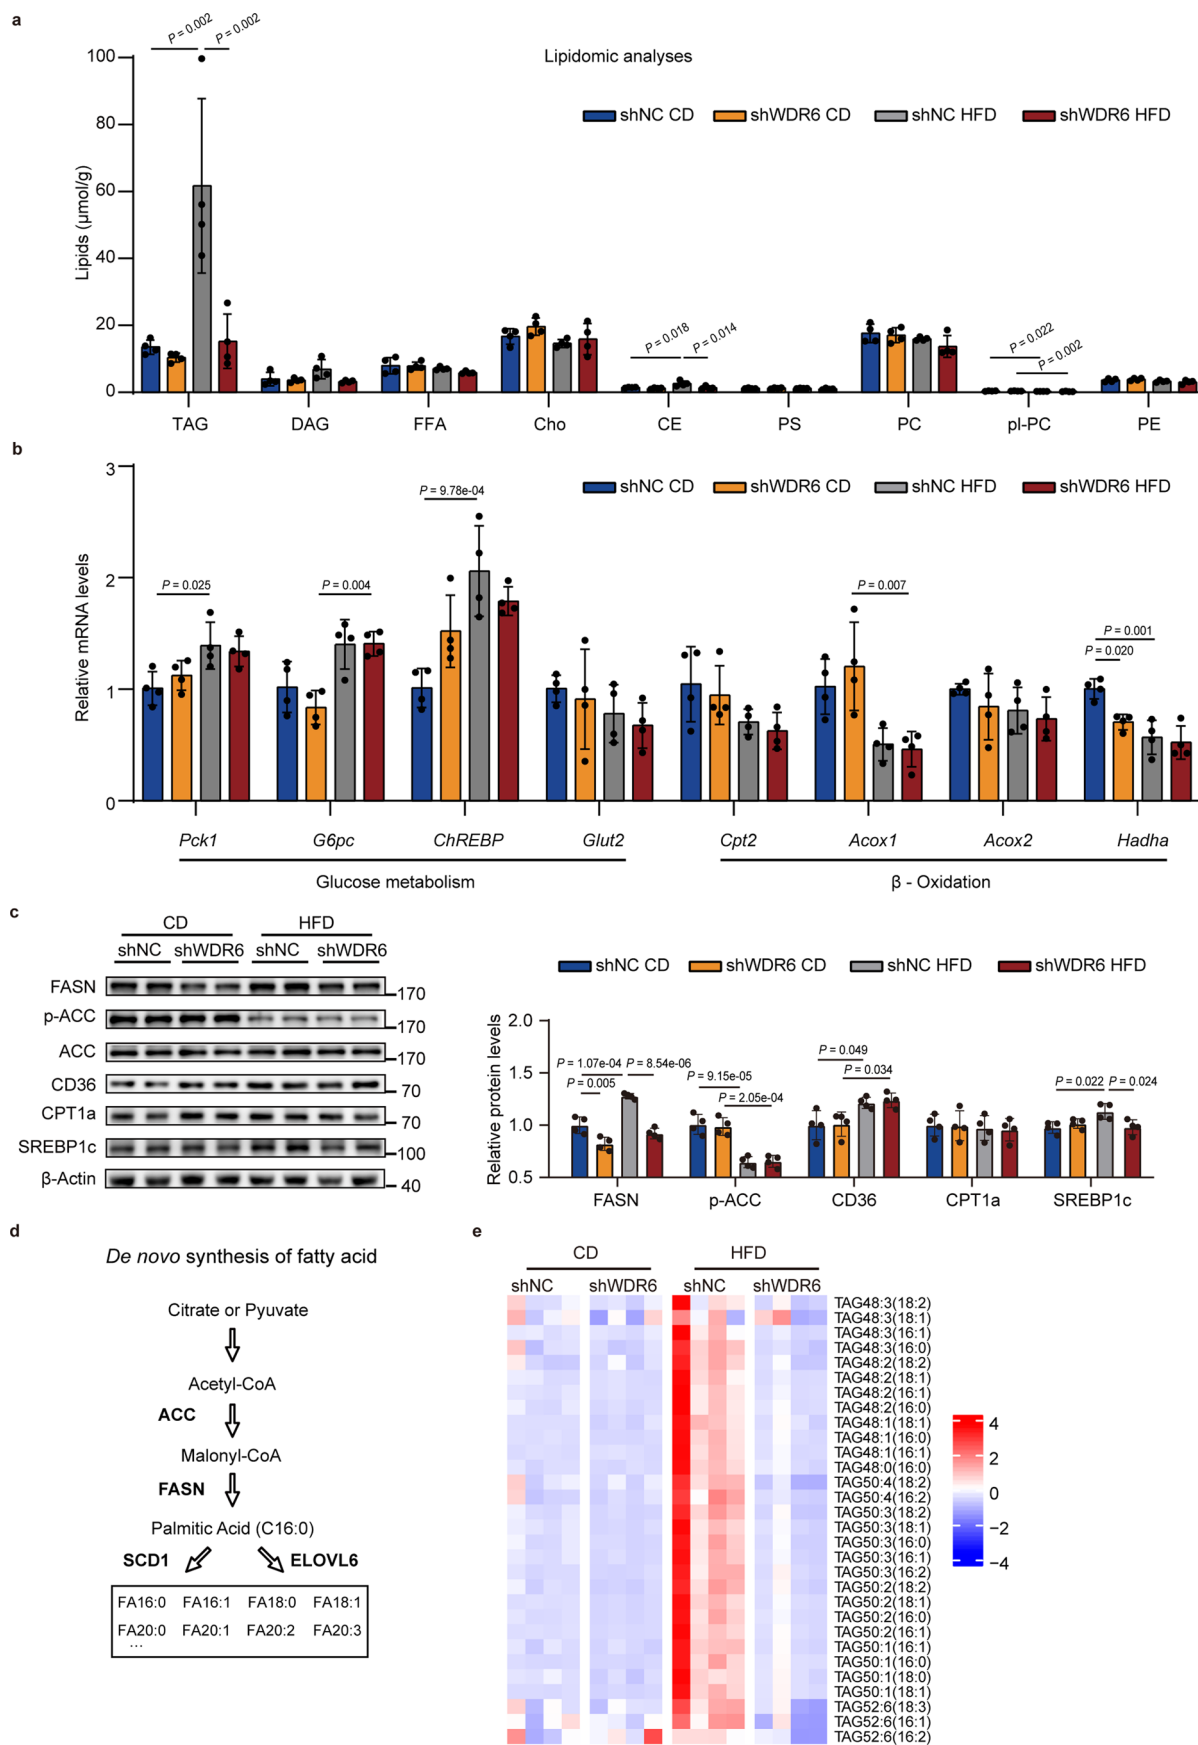 a
P = 0.002 P = 0.002
Lipidomic analyses
shNC CD shWDR6 CD shNC HFD shWDR6 HFD
Lipids (μmol/g)
100
80
60
40
20
0
P = 0.018 P = 0.014
P = 0.022
P = 0.002
TAG DAG FFA Cho CE PS PC pl-PC PE
b
shNC CD shWDR6 CD shNC HFD shWDR6 HFD
Relative mRNA levels
3
2
1
0
P = 0.025
P = 0.004
P = 9.78e-04
P = 0.007
P = 0.001
P = 0.020
Pck1 G6pc ChREBP Glut2 Cpt2 Acox1 Acox2 Hadha
Glucose metabolism β - Oxidation
c
CD HFD
shNC shWDR6 shNC shWDR6
FASN 170
p-ACC 170
ACC 170
CD36 70
CPT1a 70
SREBP1c 100
β-Actin 40
shNC CD shWDR6 CD shNC HFD shWDR6 HFD
Relative protein levels
2.0
1.5
1.0
0.5
P = 1.07e-04 P = 8.54e-06
P = 0.005
P = 9.15e-05
P = 2.05e-04
P = 0.049
P = 0.034
P = 0.022 P = 0.024
FASN p-ACC CD36 CPT1a SREBP1c
d
De novo synthesis of fatty acid
Citrate or Pyuvate
Acetyl-CoA
ACC
Malonyl-CoA
FASN
Palmitic Acid (C16:0)
SCD1 ELOVL6
FA16:0 FA16:1 FA18:0 FA18:1
FA20:0 FA20:1 FA20:2 FA20:3
...
e
CD HFD
shNC shWDR6 shNC shWDR6
TAG48:3(18:2)
TAG48:3(18:1)
TAG48:3(16:1)
TAG48:3(16:0)
TAG48:2(18:2)
TAG48:2(18:1)
TAG48:2(16:1)
TAG48:2(16:0)
TAG48:1(18:1)
TAG48:1(16:0)
TAG48:1(16:1)
TAG48:0(16:0)
TAG50:4(18:2)
TAG50:4(16:2)
TAG50:3(18:2)
TAG50:3(18:1)
TAG50:3(16:0)
TAG50:3(16:1)
TAG50:3(16:2)
TAG50:2(18:2)
TAG50:2(18:1)
TAG50:2(16:0)
TAG50:2(16:1)
TAG50:1(16:1)
TAG50:1(16:0)
TAG50:1(18:0)
TAG50:1(18:1)
TAG52:6(18:3)
TAG52:6(16:1)
TAG52:6(16:2)
4
2
0
−2
−4